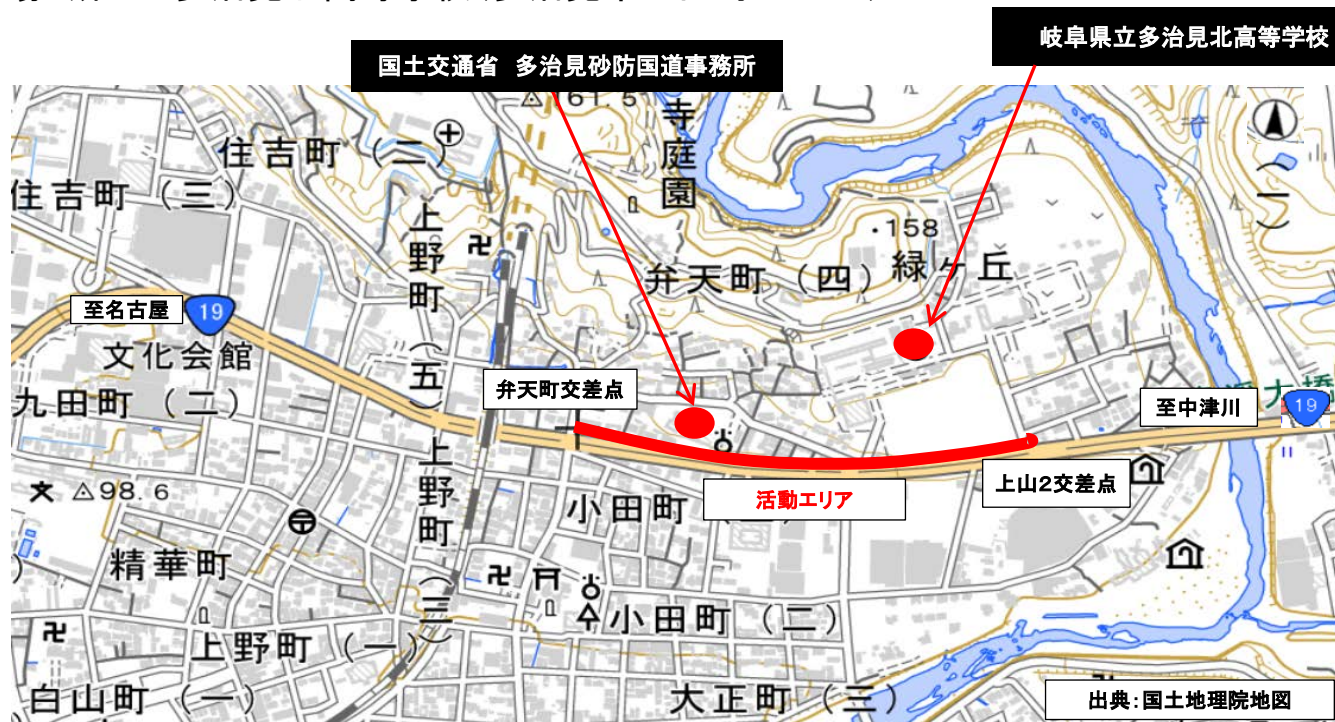 岐阜県立多治見北高等学校
国土交通省 多治見砂防国道事務所
61.5
寺庭園
住吉町(二)
住吉町(三)
(一)
上野町(五)
・158
弁天町(四)
緑ケ丘
至名古屋
19
文化会館
弁天町交差点
九田町(二)
至中津川
大橋
19
上野町(三)
98.6
小田町
活動エリア
上山2交差点
精華町
小田町(二)
上野町(一)
白山町(一)
大正町(三)
出典:国土地理院地図